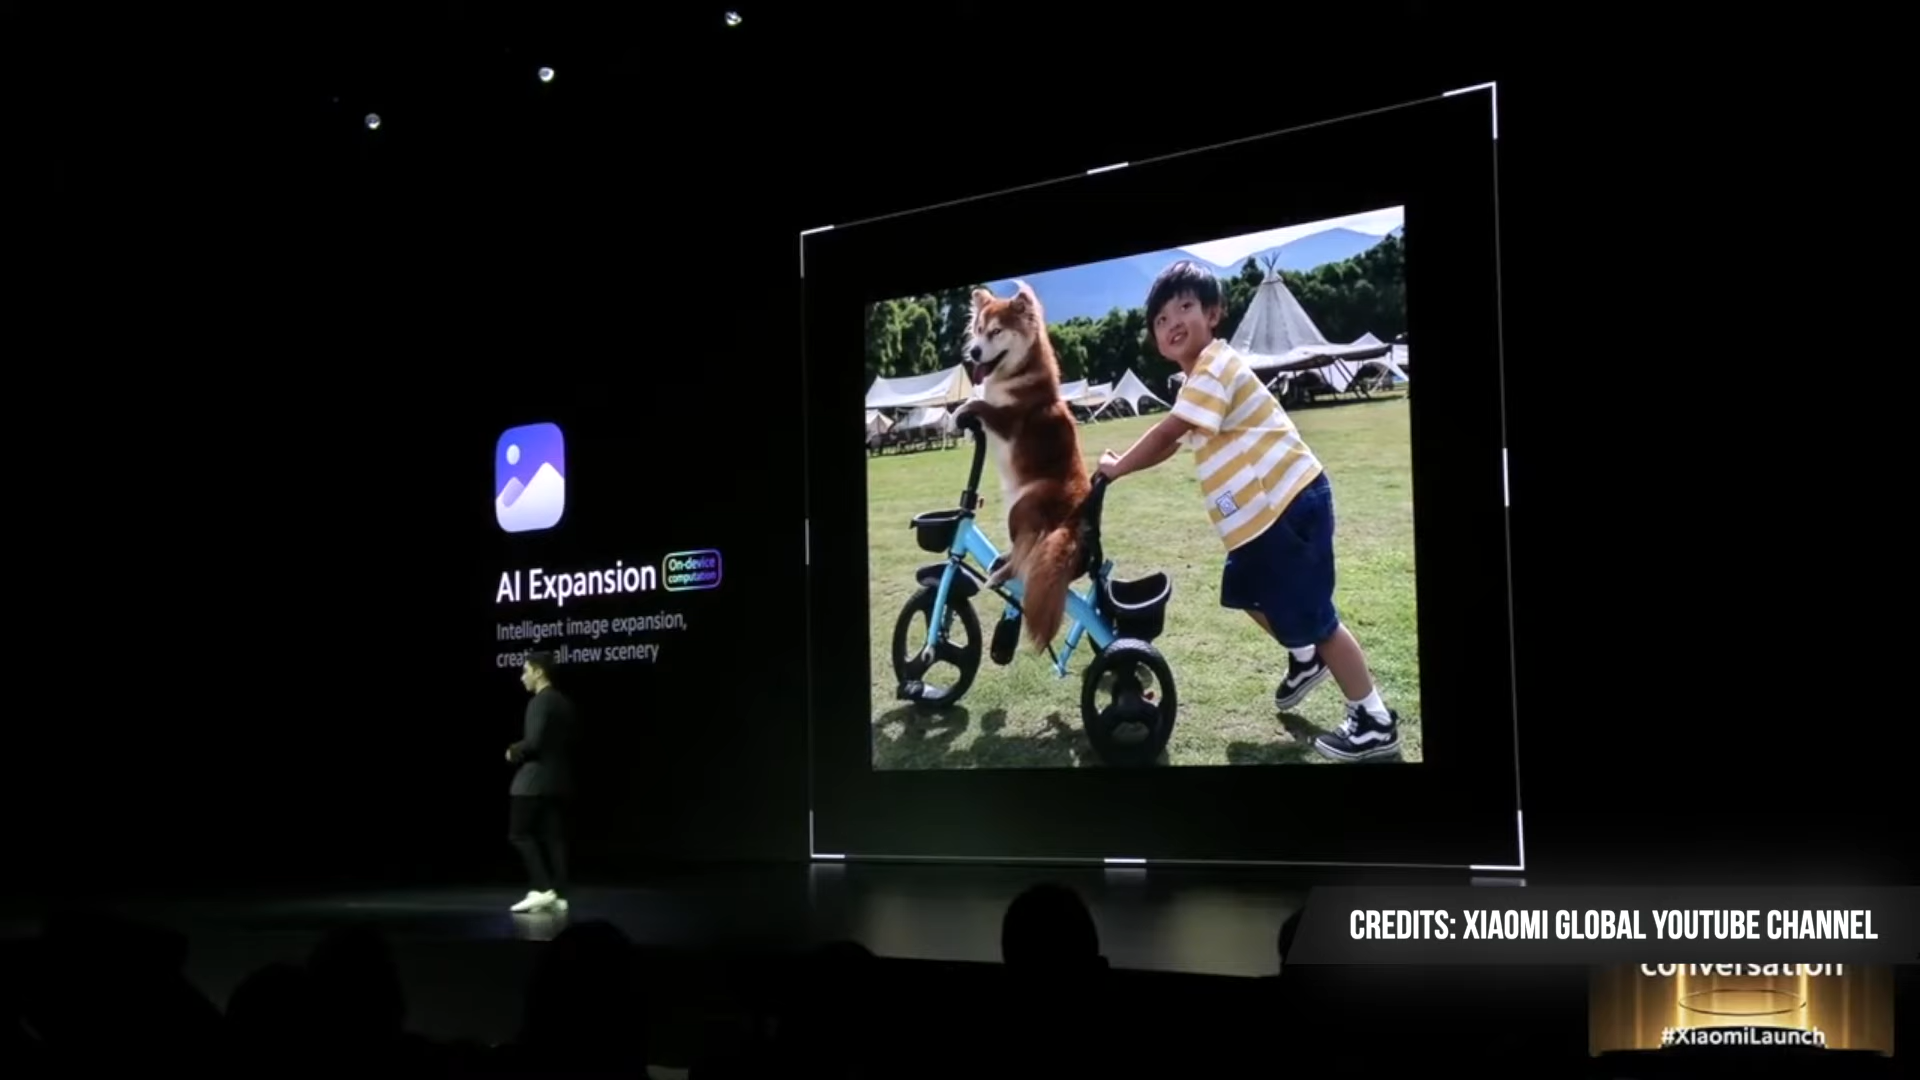 AI Expansion
On-device
computation
Intelligent image expansion,
all-new scenery
CREDITS: XIAOMI GLOBAL YOUTUBE CHANNEL
conversation
#XiaomiLaunch